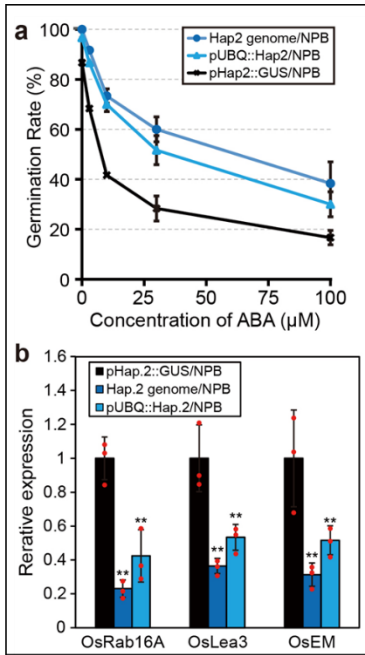 a
Hap2 genome/NPB
pUBQ::Hap2/NPB
pHap2::GUS/NPB
Germination Rate (%)
100
80
60
40
20
0
0 25 50 75 100
Concentration of ABA (μM)
b
pHap.2::GUS/NPB
Hap.2 genome/NPB
pUBQ::Hap.2/NPB
Rerative expression
1.6
1.4
1.2
1
0.8
0.6
0.4
0.2
0
** ** ** ** ** **
OsRab16A OsLea3 OsEM